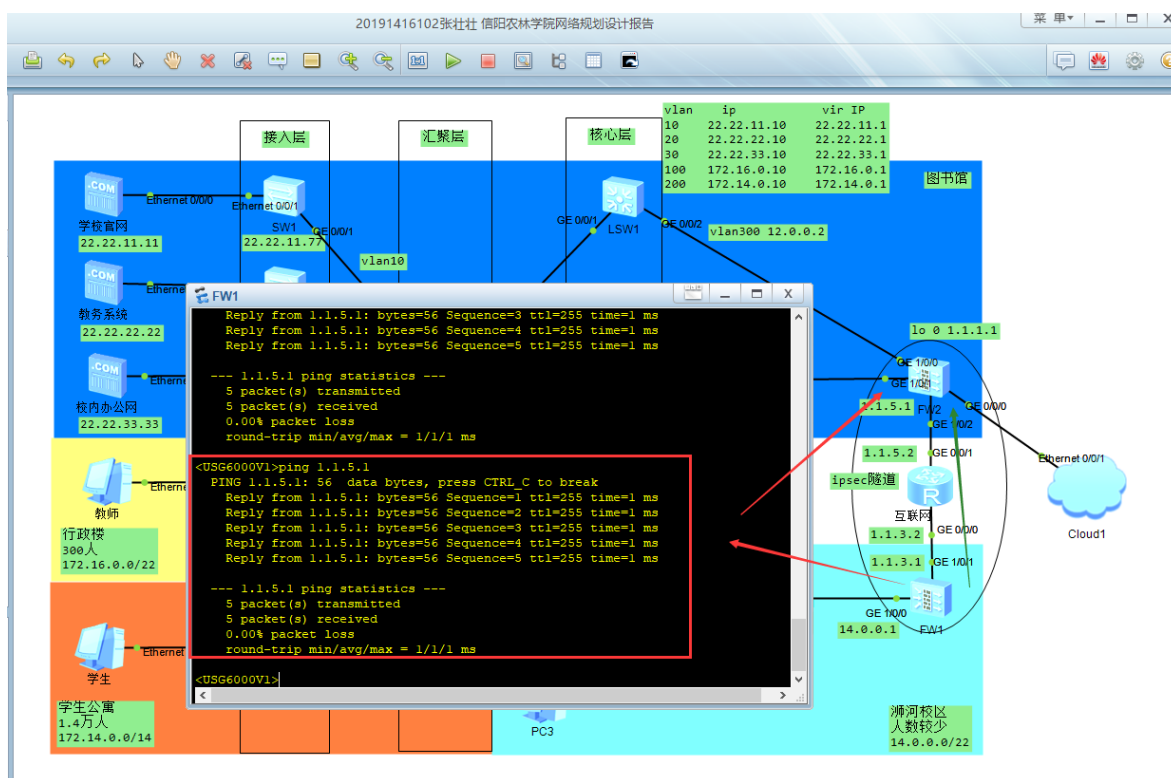 20191416102张壮壮 信阳农林学院网络规划设计报告
菜 单
接入层
汇聚层
核心层
vlan ip vir IP
10 22.22.11.10 22.22.11.1
20 22.22.22.10 22.22.22.1
30 22.22.33.10 22.22.33.1
100 172.16.0.10 172.16.0.1
200 172.14.0.10 172.14.0.1
图书馆
.COM
Ethernet 0/0/0
Ethernet 0/0/1
学校官网
22.22.11.11
SW1
GE 0/0/1
22.22.11.77
vlan10
GE 0/0/1
LSW1
GE 0/0/2
vlan300 12.0.0.2
.COM
Etherne
教务系统
22.22.22.22
.COM
Etherne
校内办公网
22.22.33.33
Etherne
教师
行政楼
300人
172.16.0.0/22
Ethernet
学生
学生公寓
1.4万人
172.14.0.0/14
FW1
X
Reply from 1.1.5.1: bytes=56 Sequence=3 ttl=255 time=1 ms
Reply from 1.1.5.1: bytes=56 Sequence=4 ttl=255 time=1 ms
Reply from 1.1.5.1: bytes=56 Sequence=5 ttl=255 time=1 ms
--- 1.1.5.1 ping statistics ---
5 packet(s) transmitted
5 packet(s) received
0.00% packet loss
round-trip min/avg/max = 1/1/1 ms
<USG6000V1>ping 1.1.5.1
PING 1.1.5.1: 56  data bytes, press CTRL_C to break
Reply from 1.1.5.1: bytes=56 Sequence=1 ttl=255 time=1 ms
Reply from 1.1.5.1: bytes=56 Sequence=2 ttl=255 time=1 ms
Reply from 1.1.5.1: bytes=56 Sequence=3 ttl=255 time=1 ms
Reply from 1.1.5.1: bytes=56 Sequence=4 ttl=255 time=1 ms
Reply from 1.1.5.1: bytes=56 Sequence=5 ttl=255 time=1 ms
--- 1.1.5.1 ping statistics ---
5 packet(s) transmitted
5 packet(s) received
0.00% packet loss
round-trip min/avg/max = 1/1/1 ms
<USG6000V1>
lo 0 1.1.1.1
GE 1/0/0
GE 1/0/1
1.1.5.1
FW2
GE 0/0/0
GE 1/0/2
1.1.5.2
GE 0/0/1
Ethernet 0/0/1
ipsec隧道
R
互联网
Cloud1
1.1.3.2
GE 0/0/0
1.1.3.1
GE 1/0/1
GE 1/0/0
14.0.0.1
FW1
PC3
浉河校区
人数较少
14.0.0.0/22